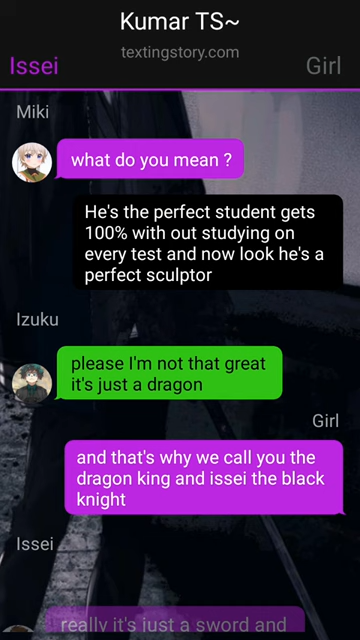 Kumar TS~
textingstory.com
Issei
Girl
Miki
what do you mean ?
He's the perfect student gets
100% with out studying on
every test and now look he's a
perfect sculptor
Izuku
please I'm not that great
it's just a dragon
Girl
and that's why we call you the
dragon king and issei the black
knight
Issei
really it's just a sword and